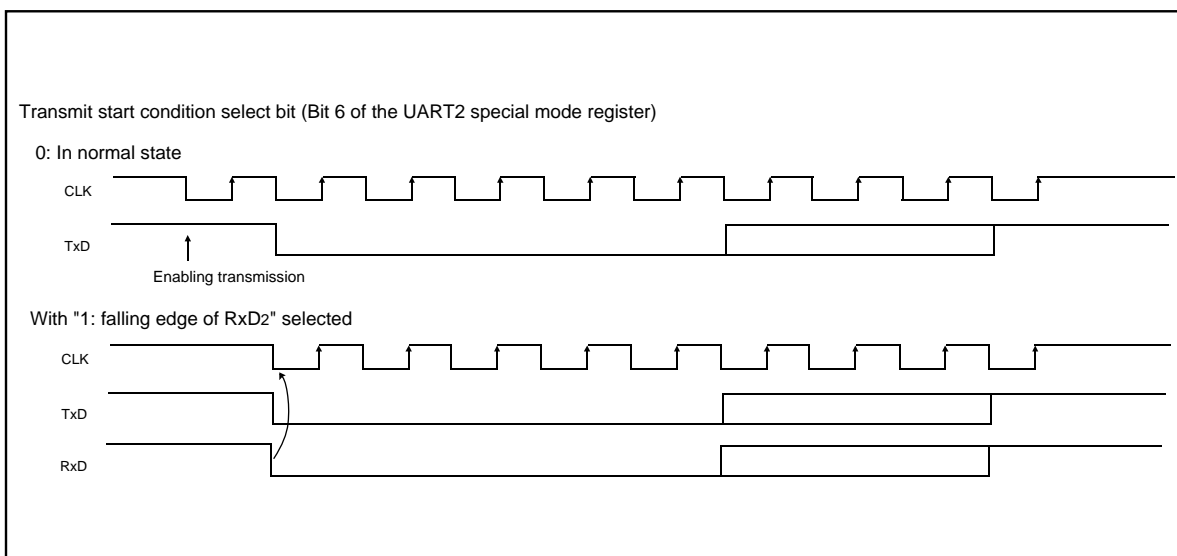 Transmit start condition select bit (Bit 6 of the UART2 special mode register)
0: In normal state
CLK
TxD
Enabling transmission
With "1: falling edge of RxD2" selected
CLK
TxD
RxD